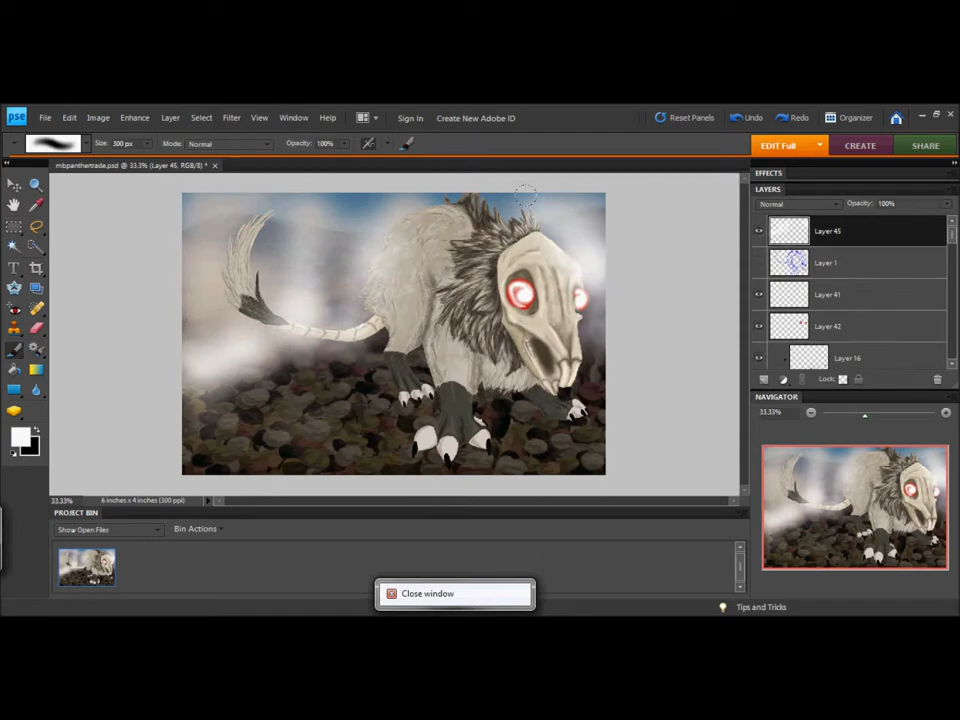 pse File Edit Image Enhance Layer Select Filter View Window Help Sign In Create New Adobe ID Reset Panels Undo Redo Organizer
Size: 300 px Mode: Normal Opacity: 100% EDIT Full CREATE SHARE
mbpanthertrade.psd @ 33.3% (Layer 45, RGB/8) *
EFFECTS
LAYERS
Normal Opacity: 100%
Layer 45
Layer 1
Layer 41
Layer 42
Layer 16
Lock:
NAVIGATOR
33.33%
33.33% 6 inches x 4 inches (300 ppi)
PROJECT BIN
Show Open Files Bin Actions
Close window
Tips and Tricks